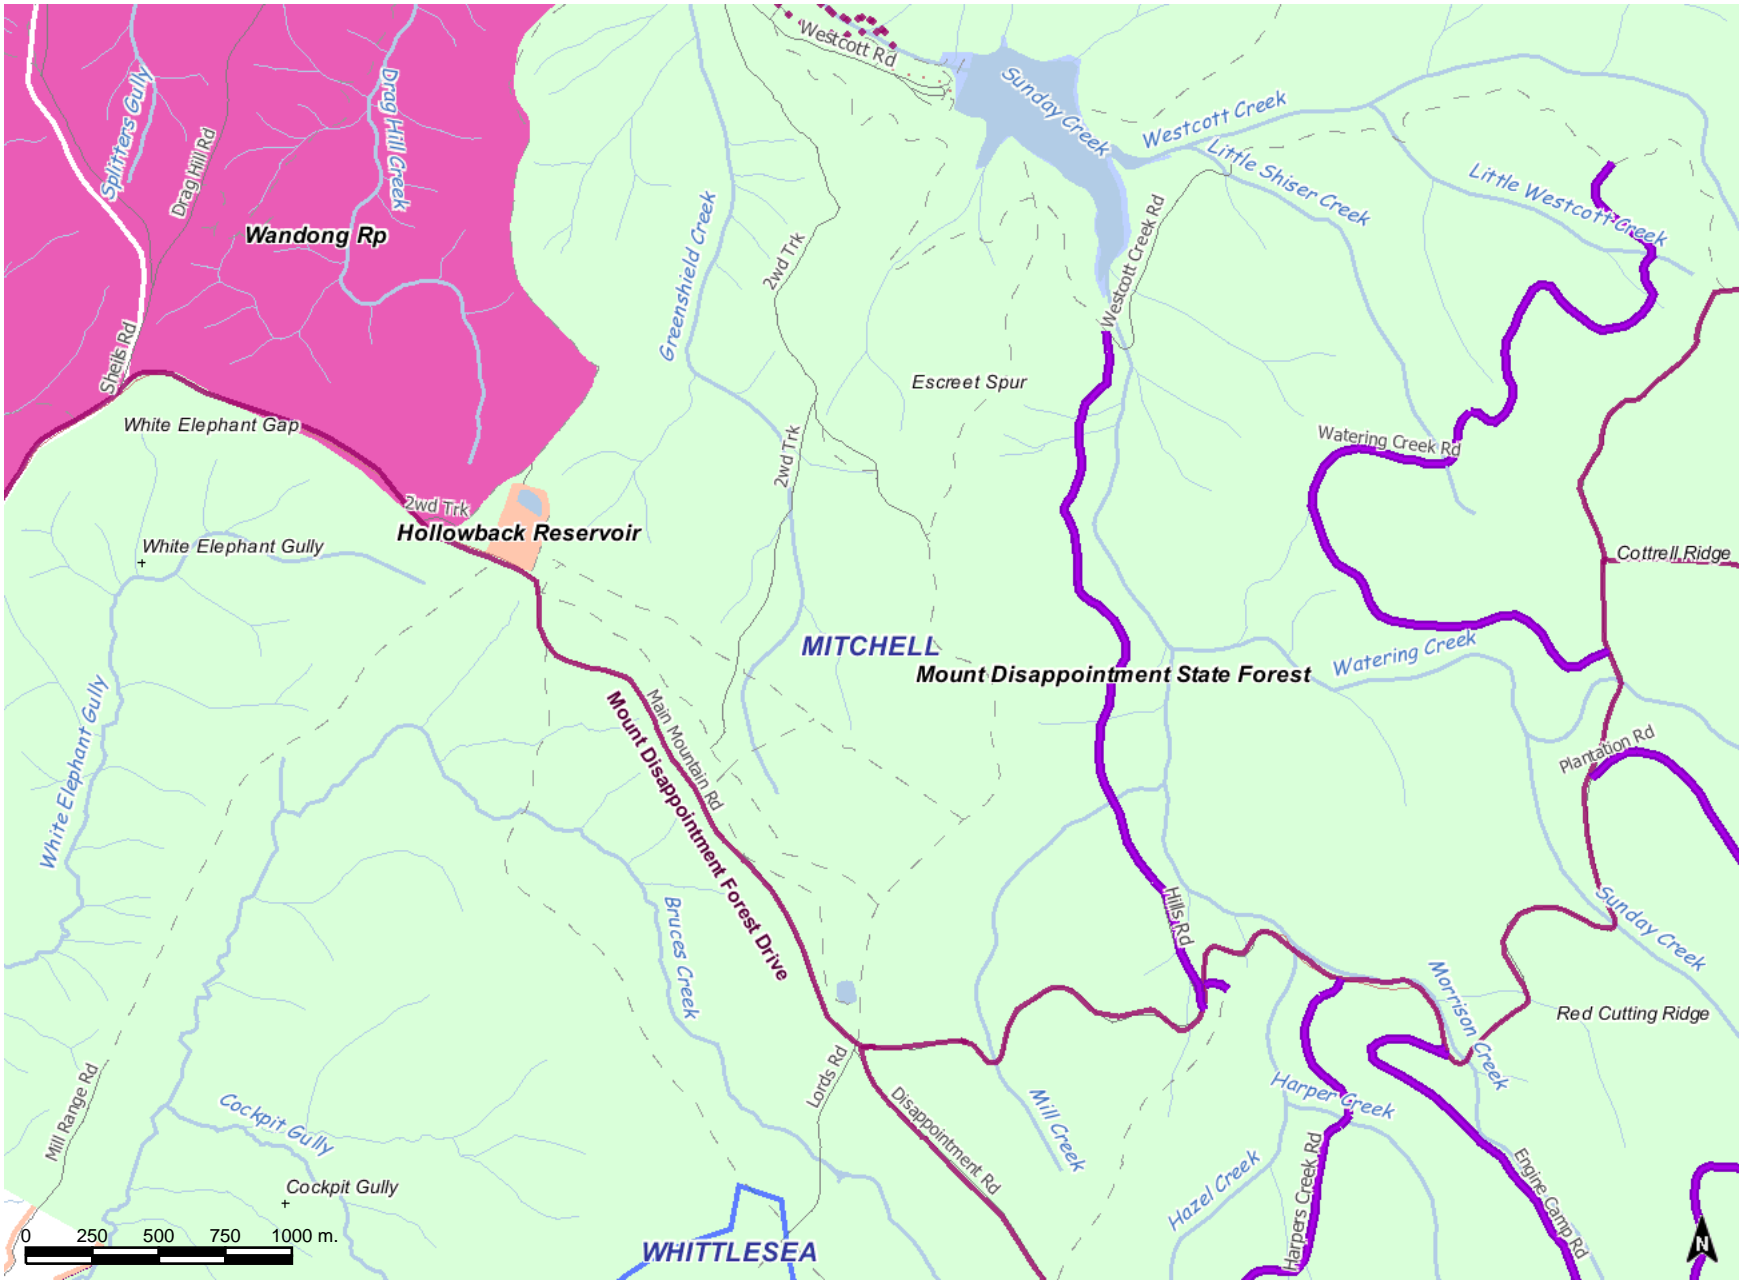 Westcott Rd
Sunday Creek
Westcott Creek
Little Shiser Creek
Little Westcott Creek
Splitters Gully
Drag Hill Rd
Drag Hill Creek
Wandong Rp
Greenshield Creek
2wd Trk
Westcott Creek Rd
Sheils Rd
White Elephant Gap
Escreet Spur
2wd Trk
Watering Creek Rd
2wd Trk
Hollowback Reservoir
White Elephant Gully
Cottrell Ridge
MITCHELL
Watering Creek
Mount Disappointment State Forest
White Elephant Gully
Main Mountain Rd
Mount Disappointment Forest Drive
Plantation Rd
Bruces Creek
Hills Rd
Sunday Creek
Morrison Creek
Red Cutting Ridge
Mill Range Rd
Lords Rd
Disappointment Rd
Mill Creek
Harper Creek
Cockpit Gully
Cockpit Gully
Hazel Creek
Harpers Creek Rd
Engine Camp Rd
WHITTLESEA
0 250 500 750 1000 m.
N